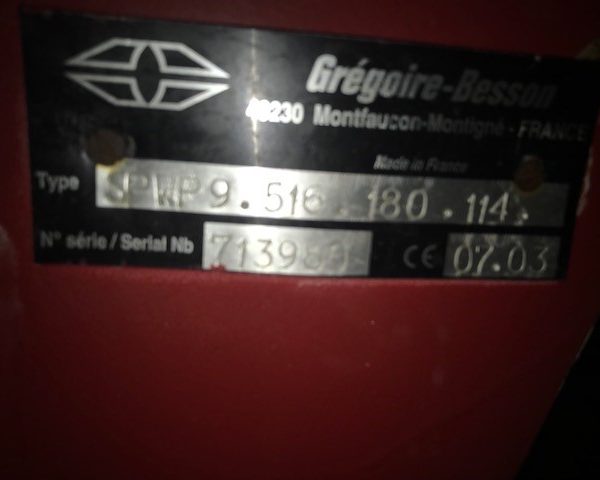 Grégoire-Besson
49230 Montfaucon-Montigné - FRANCE
Made in France
Type SPWP9.516.180.114.
N° série / Serial Nb CE 07.03